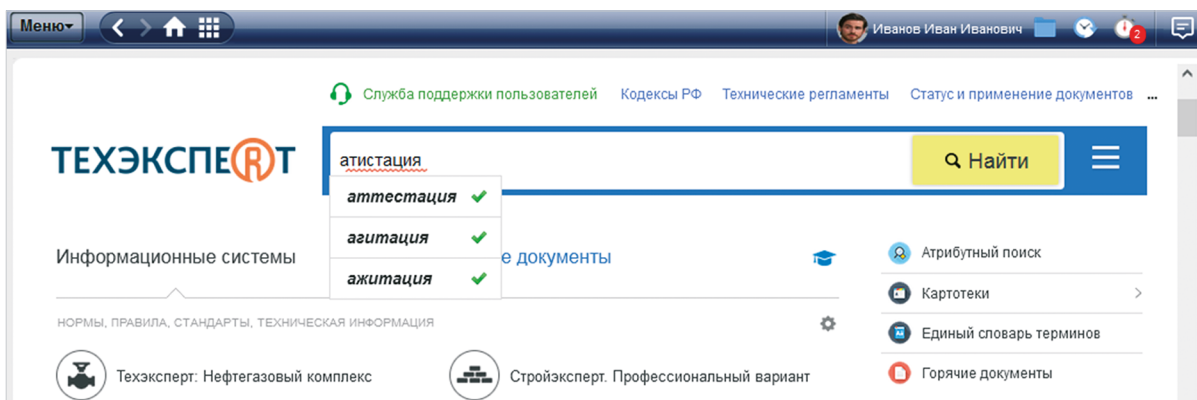 Меню
Иванов Иван Иванович
2
Служба поддержки пользователей Кодексы РФ Технические регламенты Статус и применение документов ...
ТЕХЭКСПЕRТ
атистация
Найти
аттестация
агитация
ажитация
Информационные системы
е документы
НОРМЫ, ПРАВИЛА, СТАНДАРТЫ, ТЕХНИЧЕСКАЯ ИНФОРМАЦИЯ
Техэксперт: Нефтегазовый комплекс
Стройэксперт. Профессиональный вариант
Атрибутный поиск
Картотеки
Единый словарь терминов
Горячие документы